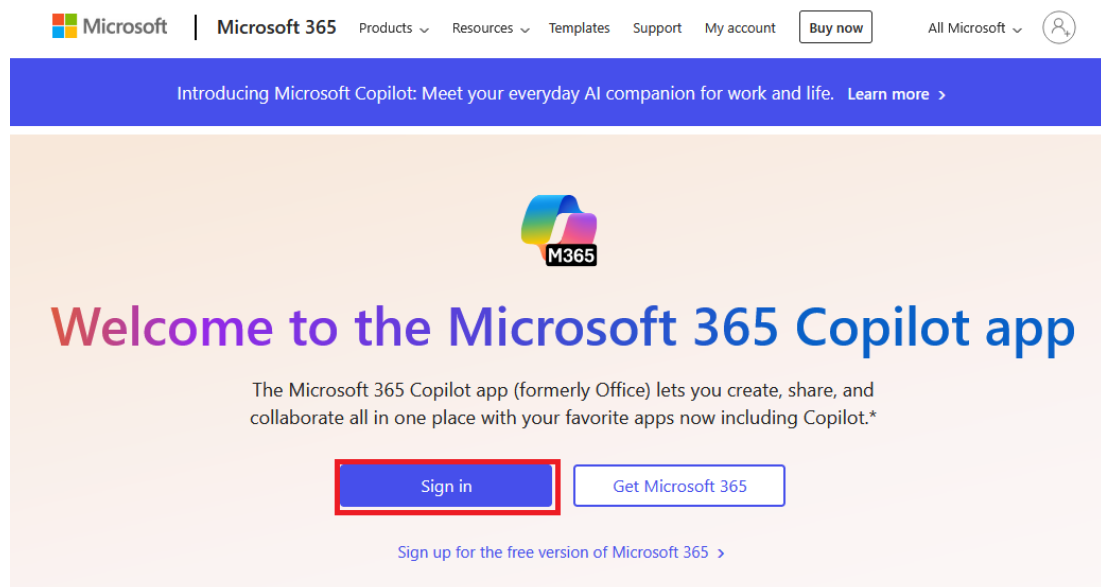 Microsoft | Microsoft 365 Products Resources Templates Support My account Buy now All Microsoft
Introducing Microsoft Copilot: Meet your everyday AI companion for work and life. Learn more >
M365
Welcome to the Microsoft 365 Copilot app
The Microsoft 365 Copilot app (formerly Office) lets you create, share, and
collaborate all in one place with your favorite apps now including Copilot.*
Sign in Get Microsoft 365
Sign up for the free version of Microsoft 365 >